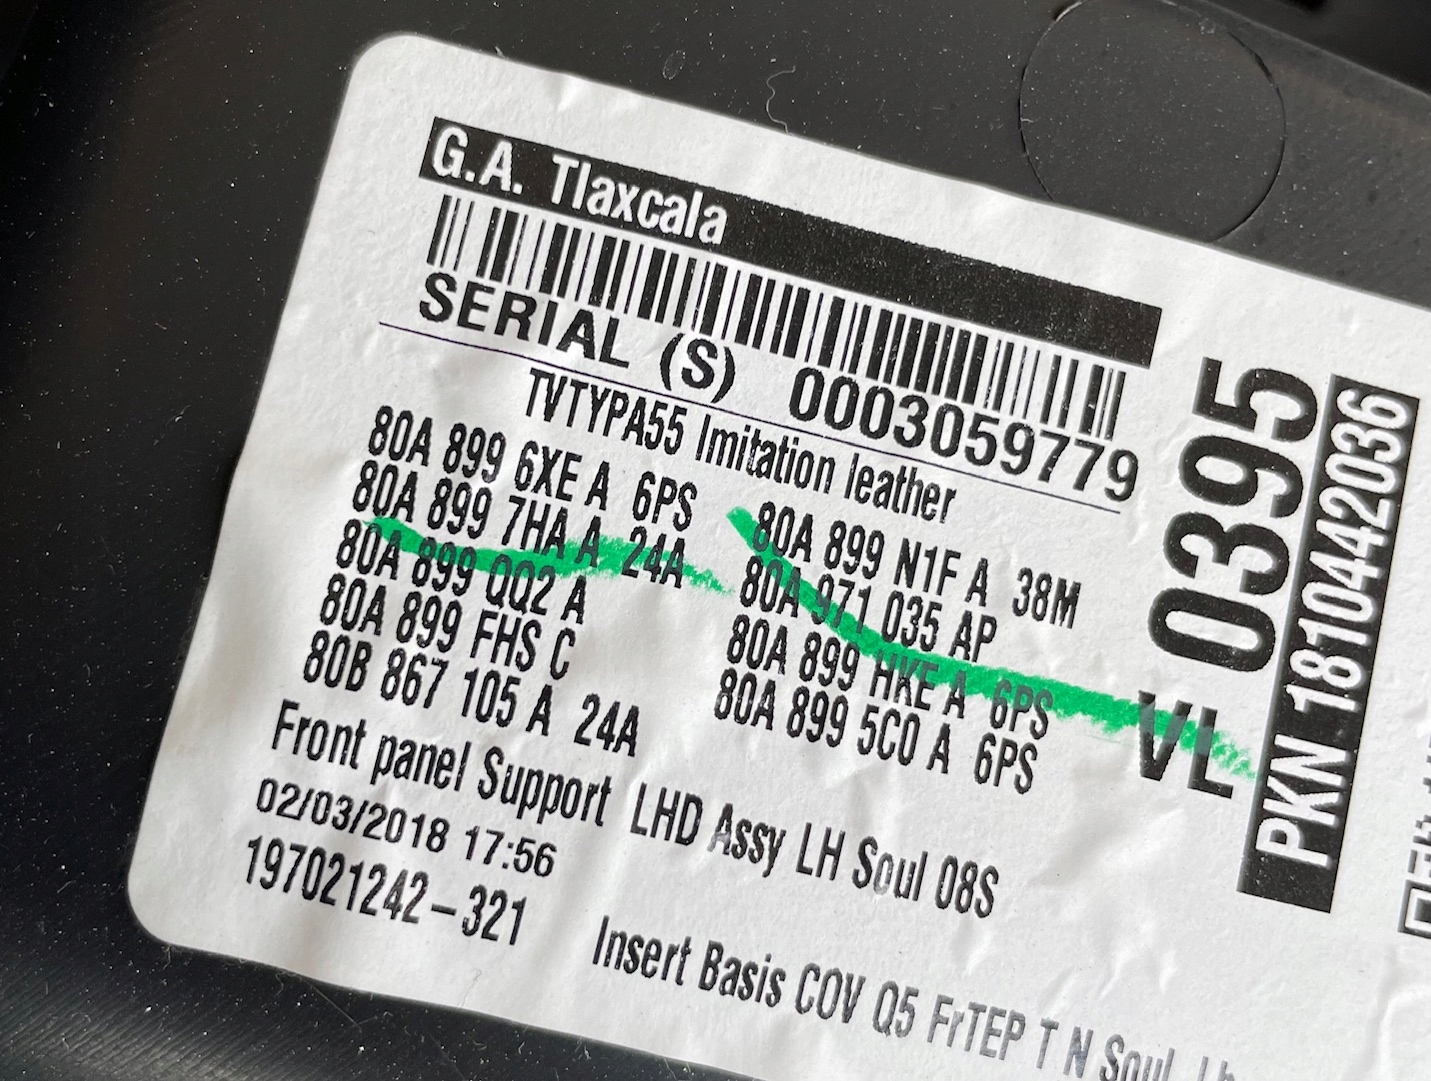 G.A. Tlaxcala
SERIAL (S) 0003059779
TVTYPA55 Imitation leather
80A 899 6XE A 6PS
80A 899 7HA A 24A
80A 899 QQ2 A
80A 899 FHS C
80B 867 105 A 24A
80A 899 N1F A 38M
80A 971 035 AP
80A 899 HKE A 6PS
80A 899 5C0 A 6PS
Front panel Support LHD Assy LH Soul 08S
02/03/2018 17:56
197021242-321
Insert Basis COV Q5 FrTEP T N Soul
0395
VL
PKN 1810442036